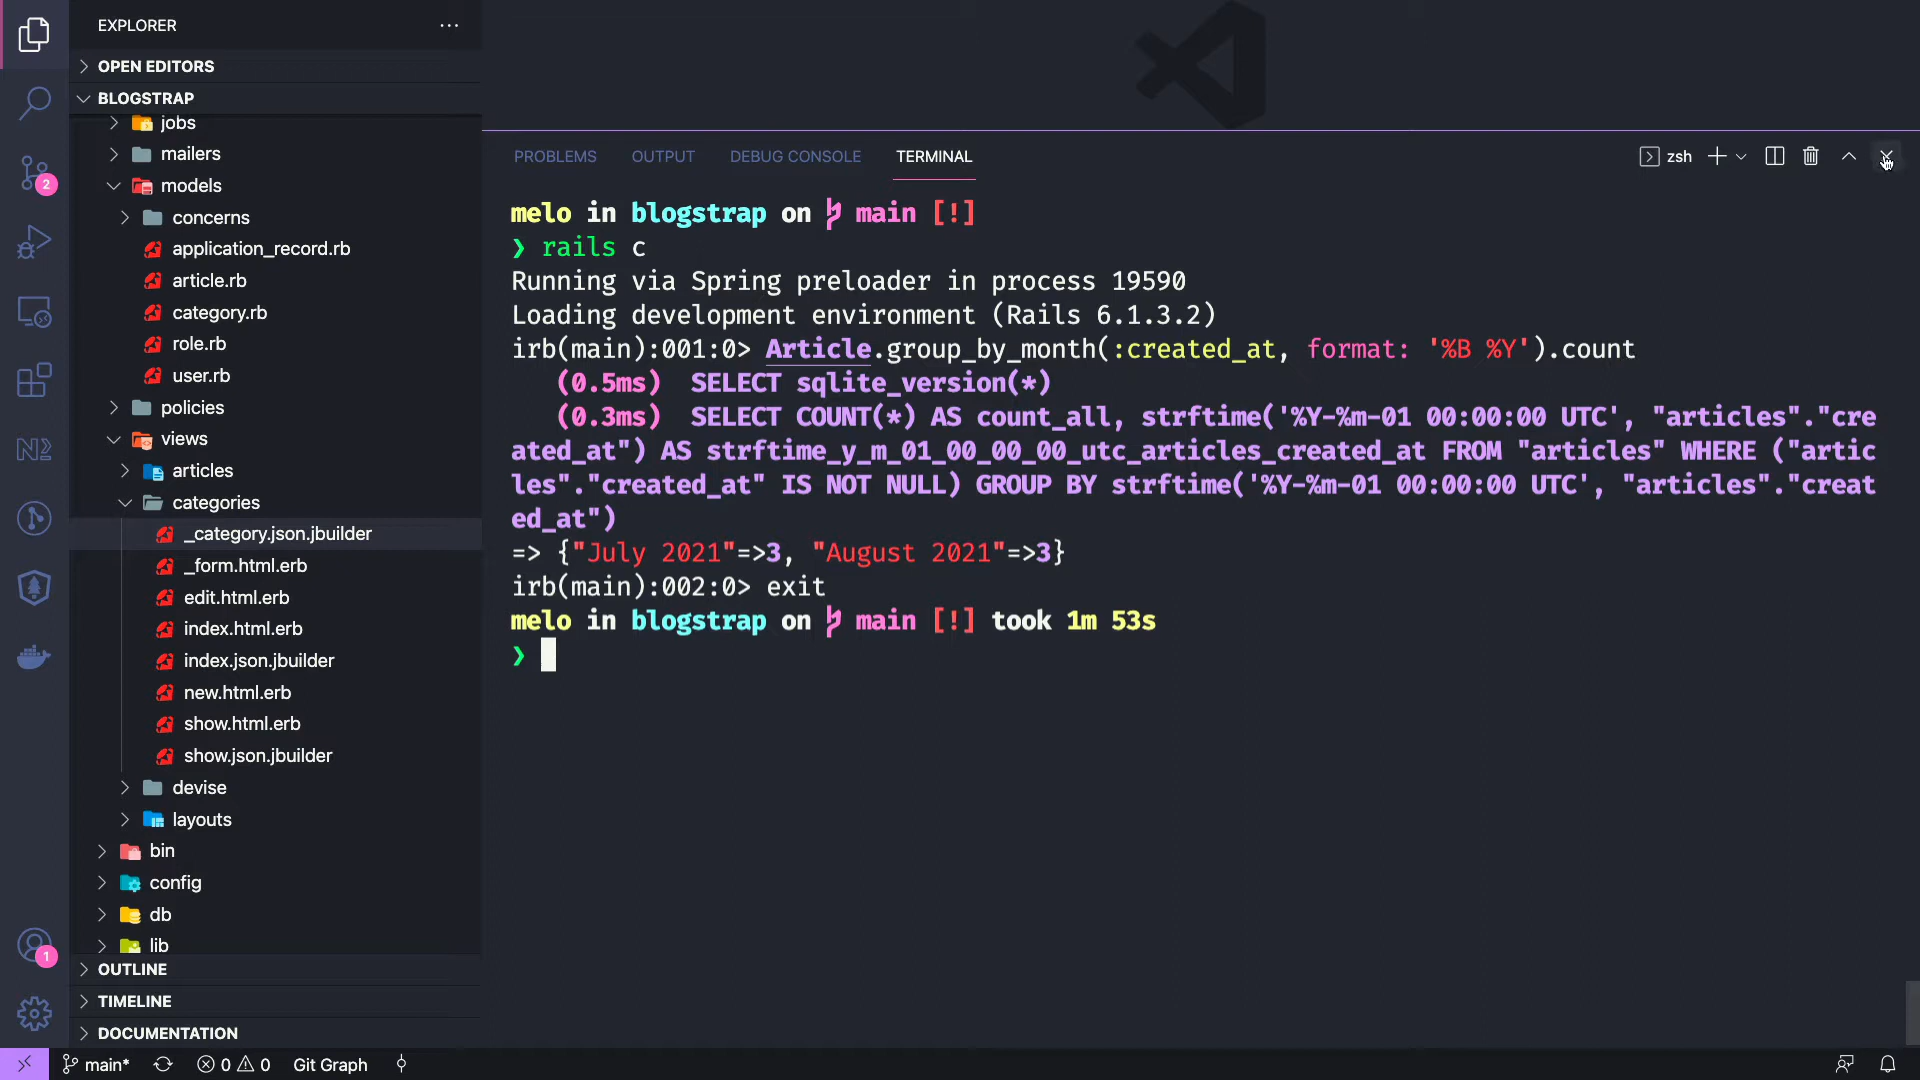 EXPLORER
OPEN EDITORS
BLOGSTRAP
jobs
mailers
models
concerns
application_record.rb
article.rb
category.rb
role.rb
user.rb
policies
views
articles
categories
_category.json.jbuilder
_form.html.erb
edit.html.erb
index.html.erb
index.json.jbuilder
new.html.erb
show.html.erb
show.json.jbuilder
devise
layouts
bin
config
db
lib
OUTLINE
TIMELINE
DOCUMENTATION
2
1
PROBLEMS OUTPUT DEBUG CONSOLE TERMINAL zsh
melo in blogstrap on main [!]
❯ rails c
Running via Spring preloader in process 19590
Loading development environment (Rails 6.1.3.2)
irb(main):001:0> Article.group_by_month(:created_at, format: '%B %Y').count
(0.5ms) SELECT sqlite_version(*)
(0.3ms) SELECT COUNT(*) AS count_all, strftime('%Y-%m-01 00:00:00 UTC', "articles"."cre
ated_at") AS strftime_y_m_01_00_00_00_utc_articles_created_at FROM "articles" WHERE ("artic
les"."created_at" IS NOT NULL) GROUP BY strftime('%Y-%m-01 00:00:00 UTC', "articles"."creat
ed_at")
=> {"July 2021"=>3, "August 2021"=>3}
irb(main):002:0> exit
melo in blogstrap on main [!] took 1m 53s
❯
main* 0 0 Git Graph